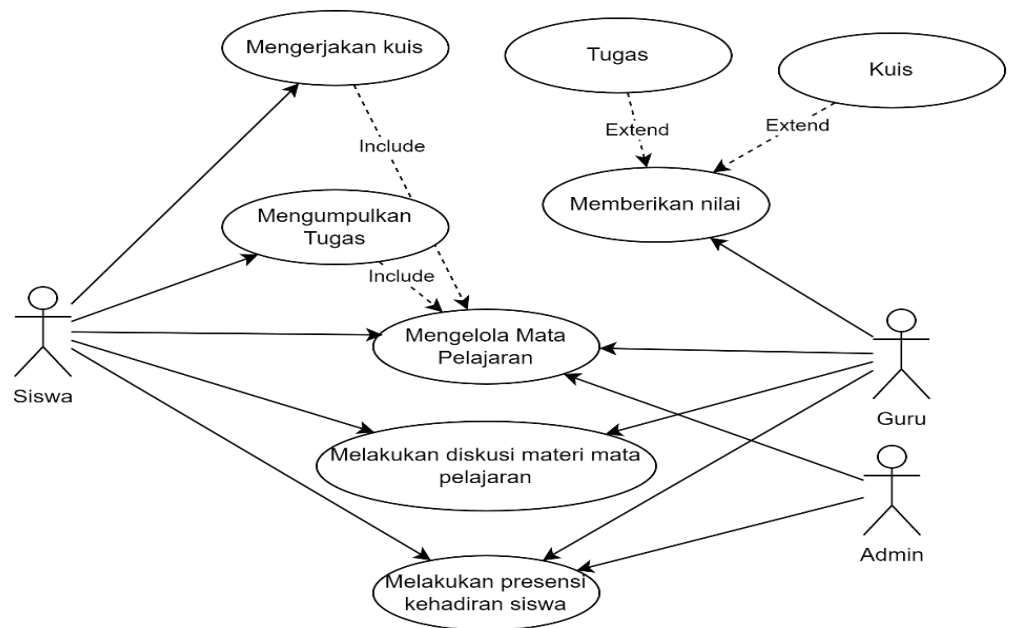 Mengerjakan kuis
Tugas
Kuis
Include
Extend
Extend
Mengumpulkan
Tugas
Memberikan nilai
Include
Siswa
Mengelola Mata
Pelajaran
Guru
Melakukan diskusi materi mata
pelajaran
Admin
Melakukan presensi
kehadiran siswa